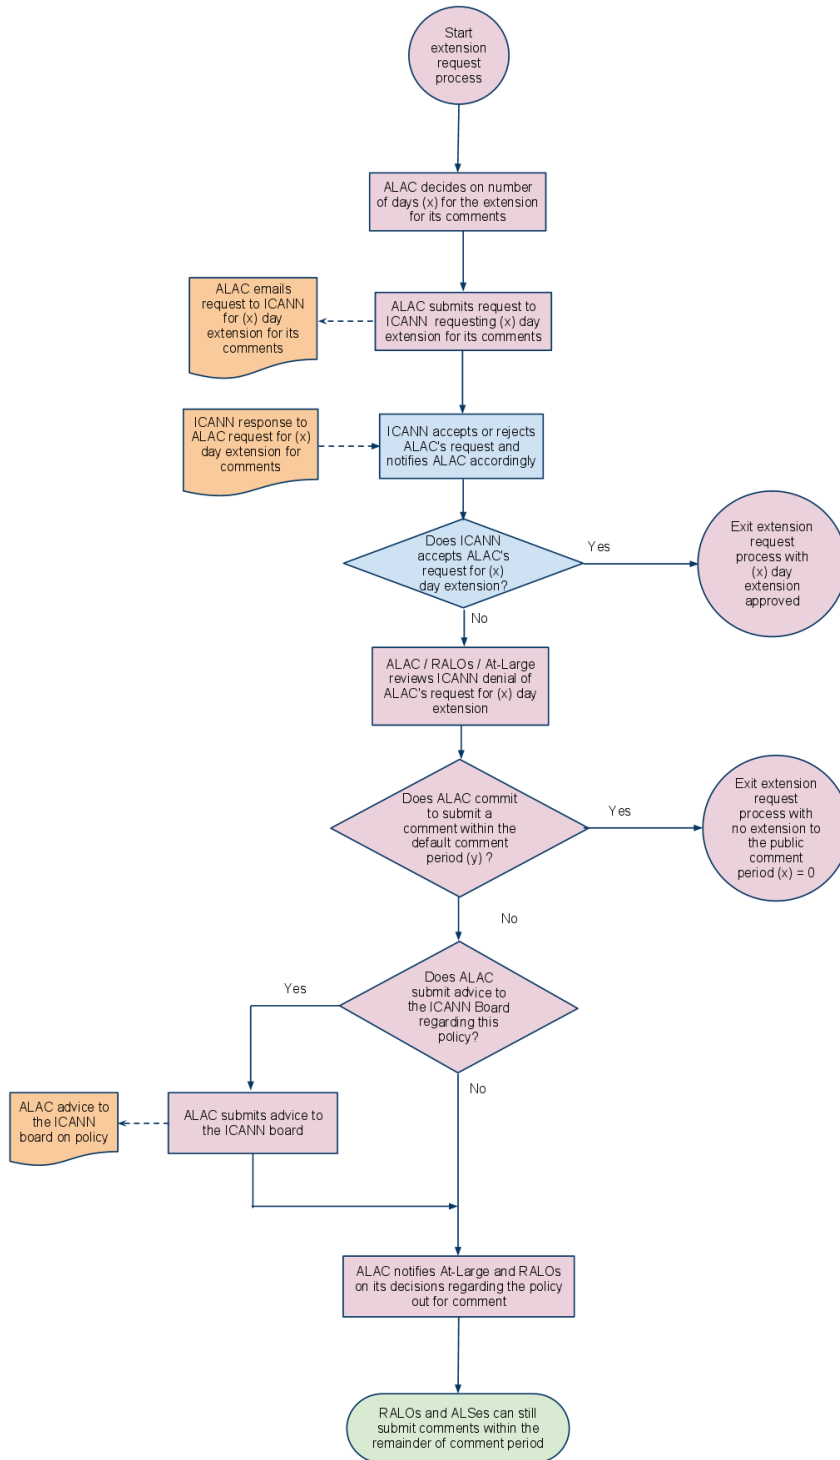 Start
extension
request
process
ALAC decides on number
of days (x) for the extension
for its comments
ALAC emails
request to ICANN
for (x) day
extension for its
comments
ALAC submits request to
ICANN requesting (x) day
extension for its comments
ICANN response to
ALAC request for (x)
day extension for
comments
ICANN accepts or rejects
ALAC's request and
notifies ALAC accordingly
Does ICANN
accepts ALAC's
request for (x)
day extension?
Yes
Exit extension
request
process with
(x) day
extension
approved
No
ALAC / RALOs / At-Large
reviews ICANN denial of
ALAC's request for (x) day
extension
Does ALAC commit
to submit a
comment within the
default comment
period (y) ?
Yes
Exit extension
request
process with
no extension to
the public
comment
period (x) = 0
No
Does ALAC
submit advice to
the ICANN Board
regarding this
policy?
Yes
No
ALAC advice to
the ICANN
board on policy
ALAC submits advice to
the ICANN board
ALAC notifies At-Large and RALOs
on its decisions regarding the policy
out for comment
RALOs and ALSes can still
submit comments within the
remainder of comment period